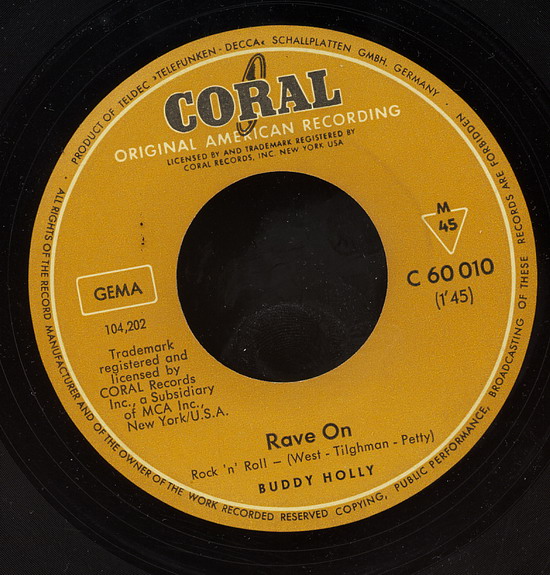 PRODUCT OF TELDEC »TELEFUNKEN - DECCA« SCHALLPLATTEN GMBH. GERMANY ·
ALL RIGHTS OF THE RECORD MANUFACTURER AND OF THE OWNER OF THE WORK RECORDED RESERVED COPYING, PUBLIC PERFORMANCE, BROADCASTING OF THESE RECORDS ARE FORBIDDEN
CORAL
ORIGINAL AMERICAN RECORDING
LICENSED BY AND TRADEMARK REGISTERED BY
CORAL RECORDS, INC. NEW YORK USA
M
45
C 60 010
(1' 45)
GEMA
104,202
Trademark
registered and
licensed by
CORAL Records
Inc., a Subsidiary
of MCA Inc.,
New York/U.S.A.
Rave On
Rock 'n' Roll – (West - Tilghman - Petty)
BUDDY HOLLY